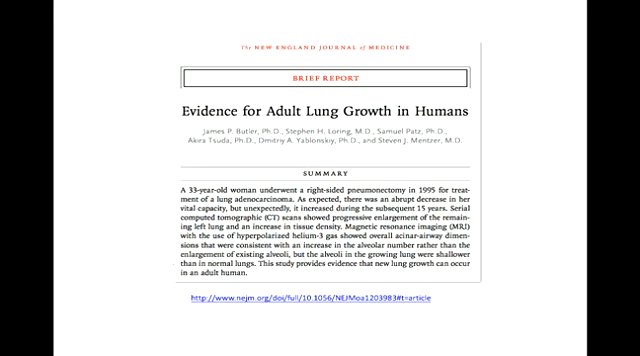 The NEW ENGLAND JOURNAL of MEDICINE
BRIEF REPORT
Evidence for Adult Lung Growth in Humans
James P. Butler, Ph.D., Stephen H. Loring, M.D., Samuel Patz, Ph.D.,
Akira Tsuda, Ph.D., Dmitriy A. Yablonskiy, Ph.D., and Steven J. Mentzer, M.D.
SUMMARY
A 33-year-old woman underwent a right-sided pneumonectomy in 1995 for treat-
ment of a lung adenocarcinoma. As expected, there was an abrupt decrease in her
vital capacity, but unexpectedly, it increased during the subsequent 15 years. Serial
computed tomographic (CT) scans showed progressive enlargement of the remain-
ing left lung and an increase in tissue density. Magnetic resonance imaging (MRI)
with the use of hyperpolarized helium-3 gas showed overall acinar-airway dimen-
sions that were consistent with an increase in the alveolar number rather than the
enlargement of existing alveoli, but the alveoli in the growing lung were shallower
than in normal lungs. This study provides evidence that new lung growth can occur
in an adult human.
http://www.nejm.org/doi/full/10.1056/NEJMoa1203983#t=article